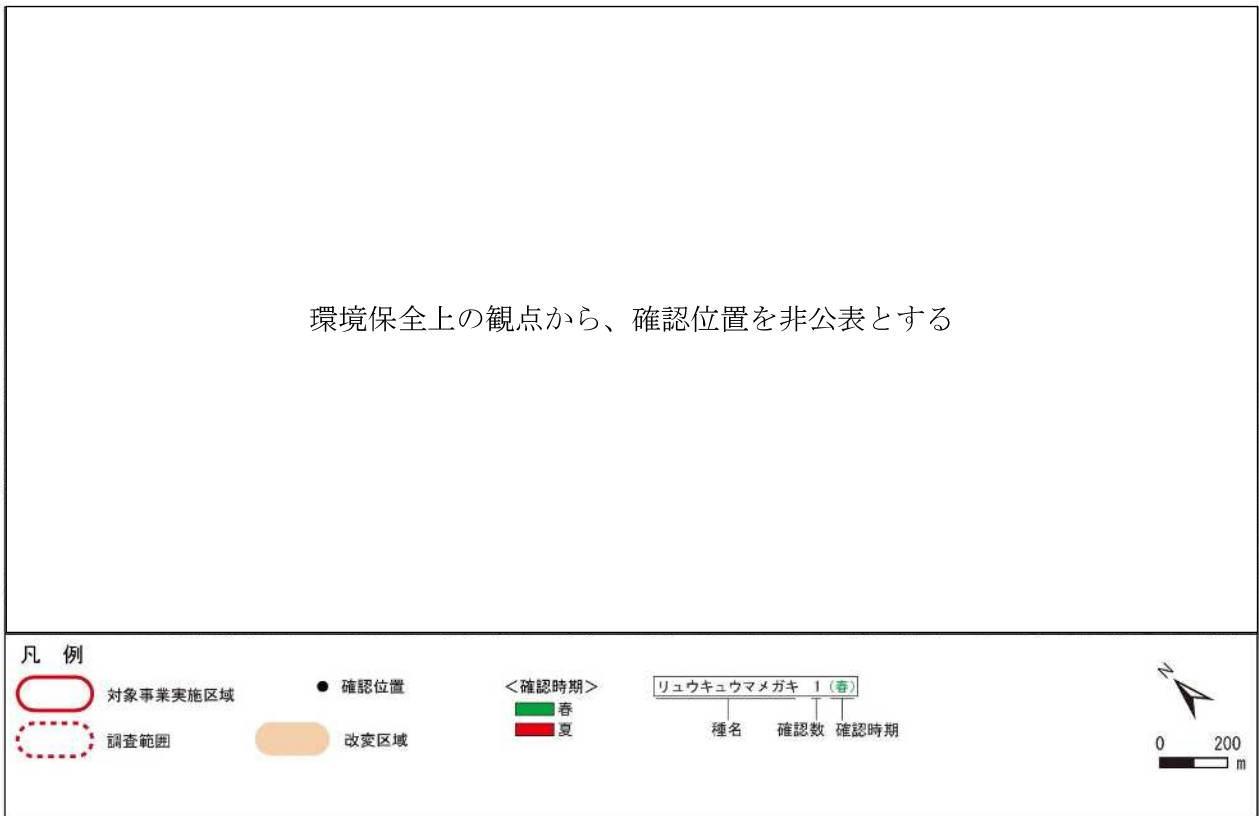 環境保全上の観点から、確認位置を非公表とする
凡 例
対象事業実施区域
調査範囲
確認位置
改変区域
＜確認時期＞
春
夏
リュウキュウマメガキ 1 (春)
種名 確認数 確認時期
N
0 200
m